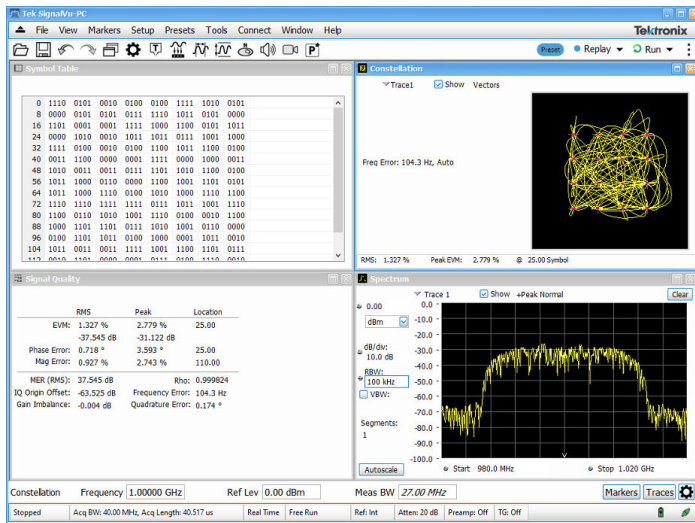 Tek SignalVu-PC
File View Markers Setup Presets Tools Connect Window Help
Tektronix
Preset Replay Run
Symbol Table
0 1110 0101 0010 0100 0100 1111 1010 0101
8 0000 0101 0101 0111 1110 1011 0101 0000
16 1101 0001 0001 1111 1000 1100 0101 1011
24 0000 1010 0010 1011 1011 0111 1001 1000
32 1111 0100 0100 0100 1100 1110 0100 1100
40 0011 1100 0000 0001 1111 0000 1000 0011
48 1010 0011 0011 0111 1101 1010 1100 0100
56 1011 1000 0110 0000 1100 1001 1101 0101
64 1011 1000 1110 0100 1010 1000 1110 1100
72 1110 1111 1111 1111 0111 1011 1101 1100
80 1100 0110 1010 1001 1110 0100 0010 1100
88 1000 1101 1101 0111 1010 1001 0110 0000
96 0100 1101 1011 0100 1000 0001 1011 0010
104 1011 0011 0011 1111 1001 1100 1101 0111
112 0010 1101 0000 0001 0111 0100 1110 1110
Constellation
Trace1 Show Vectors
Freq Error: 104.3 Hz, Auto
RMS: 1.327 % Peak EVM: 2.779 % @ 25.00 Symbol
Signal Quality
RMS Peak Location
EVM: 1.327 % 2.779 % 25.00
-37.545 dB -31.122 dB
Phase Error: 0.718 ° 3.593 ° 25.00
Mag Error: 0.927 % 2.743 % 110.00
MER (RMS): 37.545 dB Rho: 0.999824
IQ Origin Offset: -63.525 dB Frequency Error: 104.3 Hz
Gain Imbalance: -0.004 dB Quadrature Error: 0.174 °
Spectrum
Trace 1 Show +Peak Normal Clear
0.00
dBm
dB/div:
10.0 dB
RBW:
100 kHz
VBW:
Segments:
1
Autoscale
0.0
-10.0
-20.0
-30.0
-40.0
-50.0
-60.0
-70.0
-80.0
-90.0
-100.0
Start 980.0 MHz Stop 1.020 GHz
Constellation Frequency 1.00000 GHz Ref Lev 0.00 dBm Meas BW 27.00 MHz Markers Traces
Stopped Acq BW: 40.00 MHz, Acq Length: 40.517 us Real Time Free Run Ref: Int Atten: 20 dB Preamp: Off TG: Off